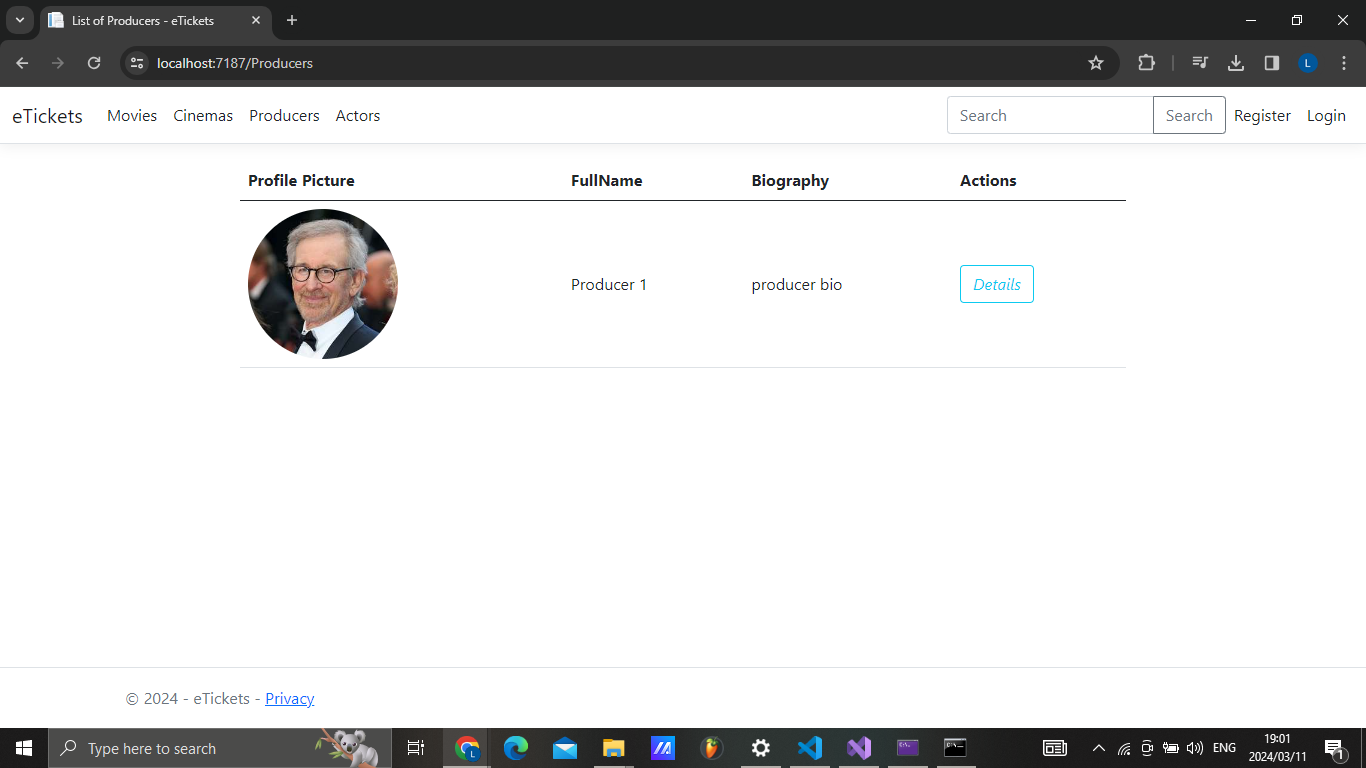 List of Producers - eTickets
localhost:7187/Producers
L
eTickets Movies Cinemas Producers Actors Search Search Register Login
Profile Picture FullName Biography Actions
Producer 1 producer bio Details
© 2024 - eTickets - Privacy
Type here to search
L
ENG
19:01
2024/03/11
1